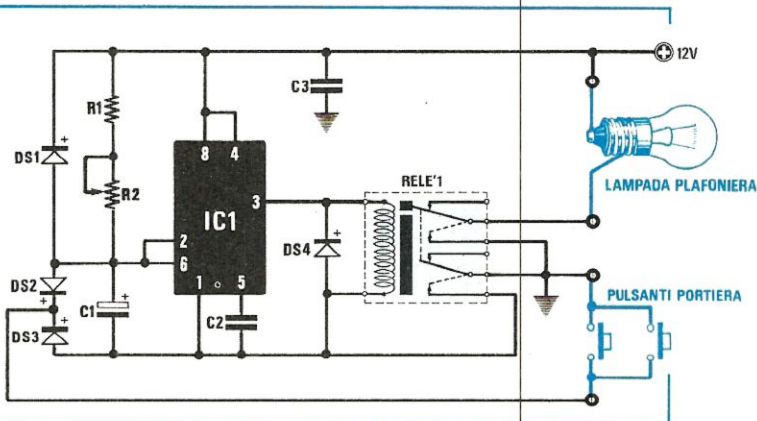 12V
C3
R1
DS1
8 4
LAMPADA PLAFONIERA
RELE'1
R2
3
IC1
2
DS4
6
DS2
1 5
PULSANTI PORTIERA
C1
C2
DS3